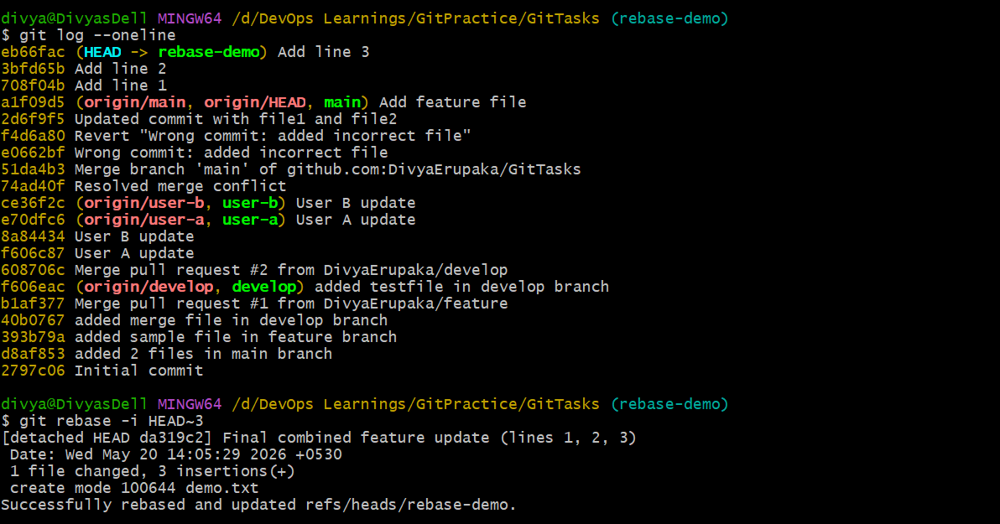 divya@DivyasDell MINGW64 /d/DevOps Learnings/GitPractice/GitTasks (rebase-demo)
$ git log --oneline
eb66fac (HEAD -> rebase-demo) Add line 3
3bfd65b Add line 2
708f04b Add line 1
a1f09d5 (origin/main, origin/HEAD, main) Add feature file
2d6f9f5 Updated commit with file1 and file2
f4d6a80 Revert "Wrong commit: added incorrect file"
e0662bf Wrong commit: added incorrect file
51da4b3 Merge branch 'main' of github.com:DivyaErupaka/GitTasks
74ad40f Resolved merge conflict
ce36f2c (origin/user-b, user-b) User B update
e70dfc6 (origin/user-a, user-a) User A update
8a84434 User B update
f606c87 User A update
608706c Merge pull request #2 from DivyaErupaka/develop
f606eac (origin/develop, develop) added testfile in develop branch
b1af377 Merge pull request #1 from DivyaErupaka/feature
40b0767 added merge file in develop branch
393b79a added sample file in feature branch
d8af853 added 2 files in main branch
2797c06 Initial commit
divya@DivyasDell MINGW64 /d/DevOps Learnings/GitPractice/GitTasks (rebase-demo)
$ git rebase -i HEAD~3
[detached HEAD da319c2] Final combined feature update (lines 1, 2, 3)
Date: Wed May 20 14:05:29 2026 +0530
1 file changed, 3 insertions(+)
create mode 100644 demo.txt
Successfully rebased and updated refs/heads/rebase-demo.